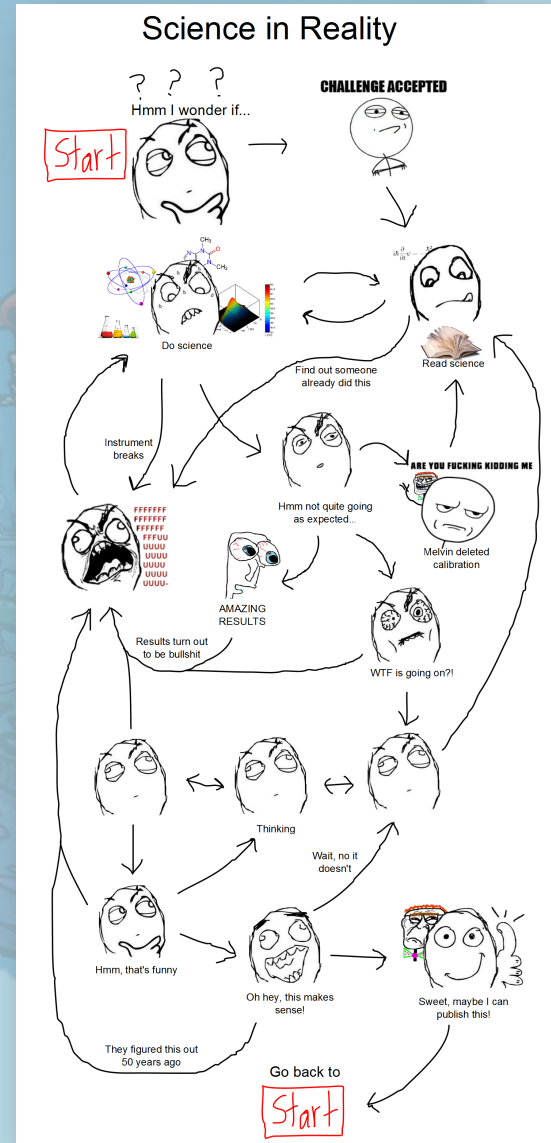 Science in Reality
? ? ?
Hmm I wonder if...
Start
CHALLENGE ACCEPTED
CH₃
N
N
O
N
N
CH₃
Do science
Read science
Find out someone
already did this
Instrument
breaks
ARE YOU FUCKING KIDDING ME
Hmm not quite going
as expected...
Melvin deleted
calibration
FFFFFFF
FFFFFFF
FFFFFF
FFFUU
UUUU
UUUU
UUUU
UUUU
UUUU-
AMAZING
RESULTS
Results turn out
to be bullshit
WTF is going on?!
Thinking
Wait, no it
doesn't
Hmm, that's funny
Oh hey, this makes
sense!
Sweet, maybe I can
publish this!
They figured this out
50 years ago
Go back to
Start